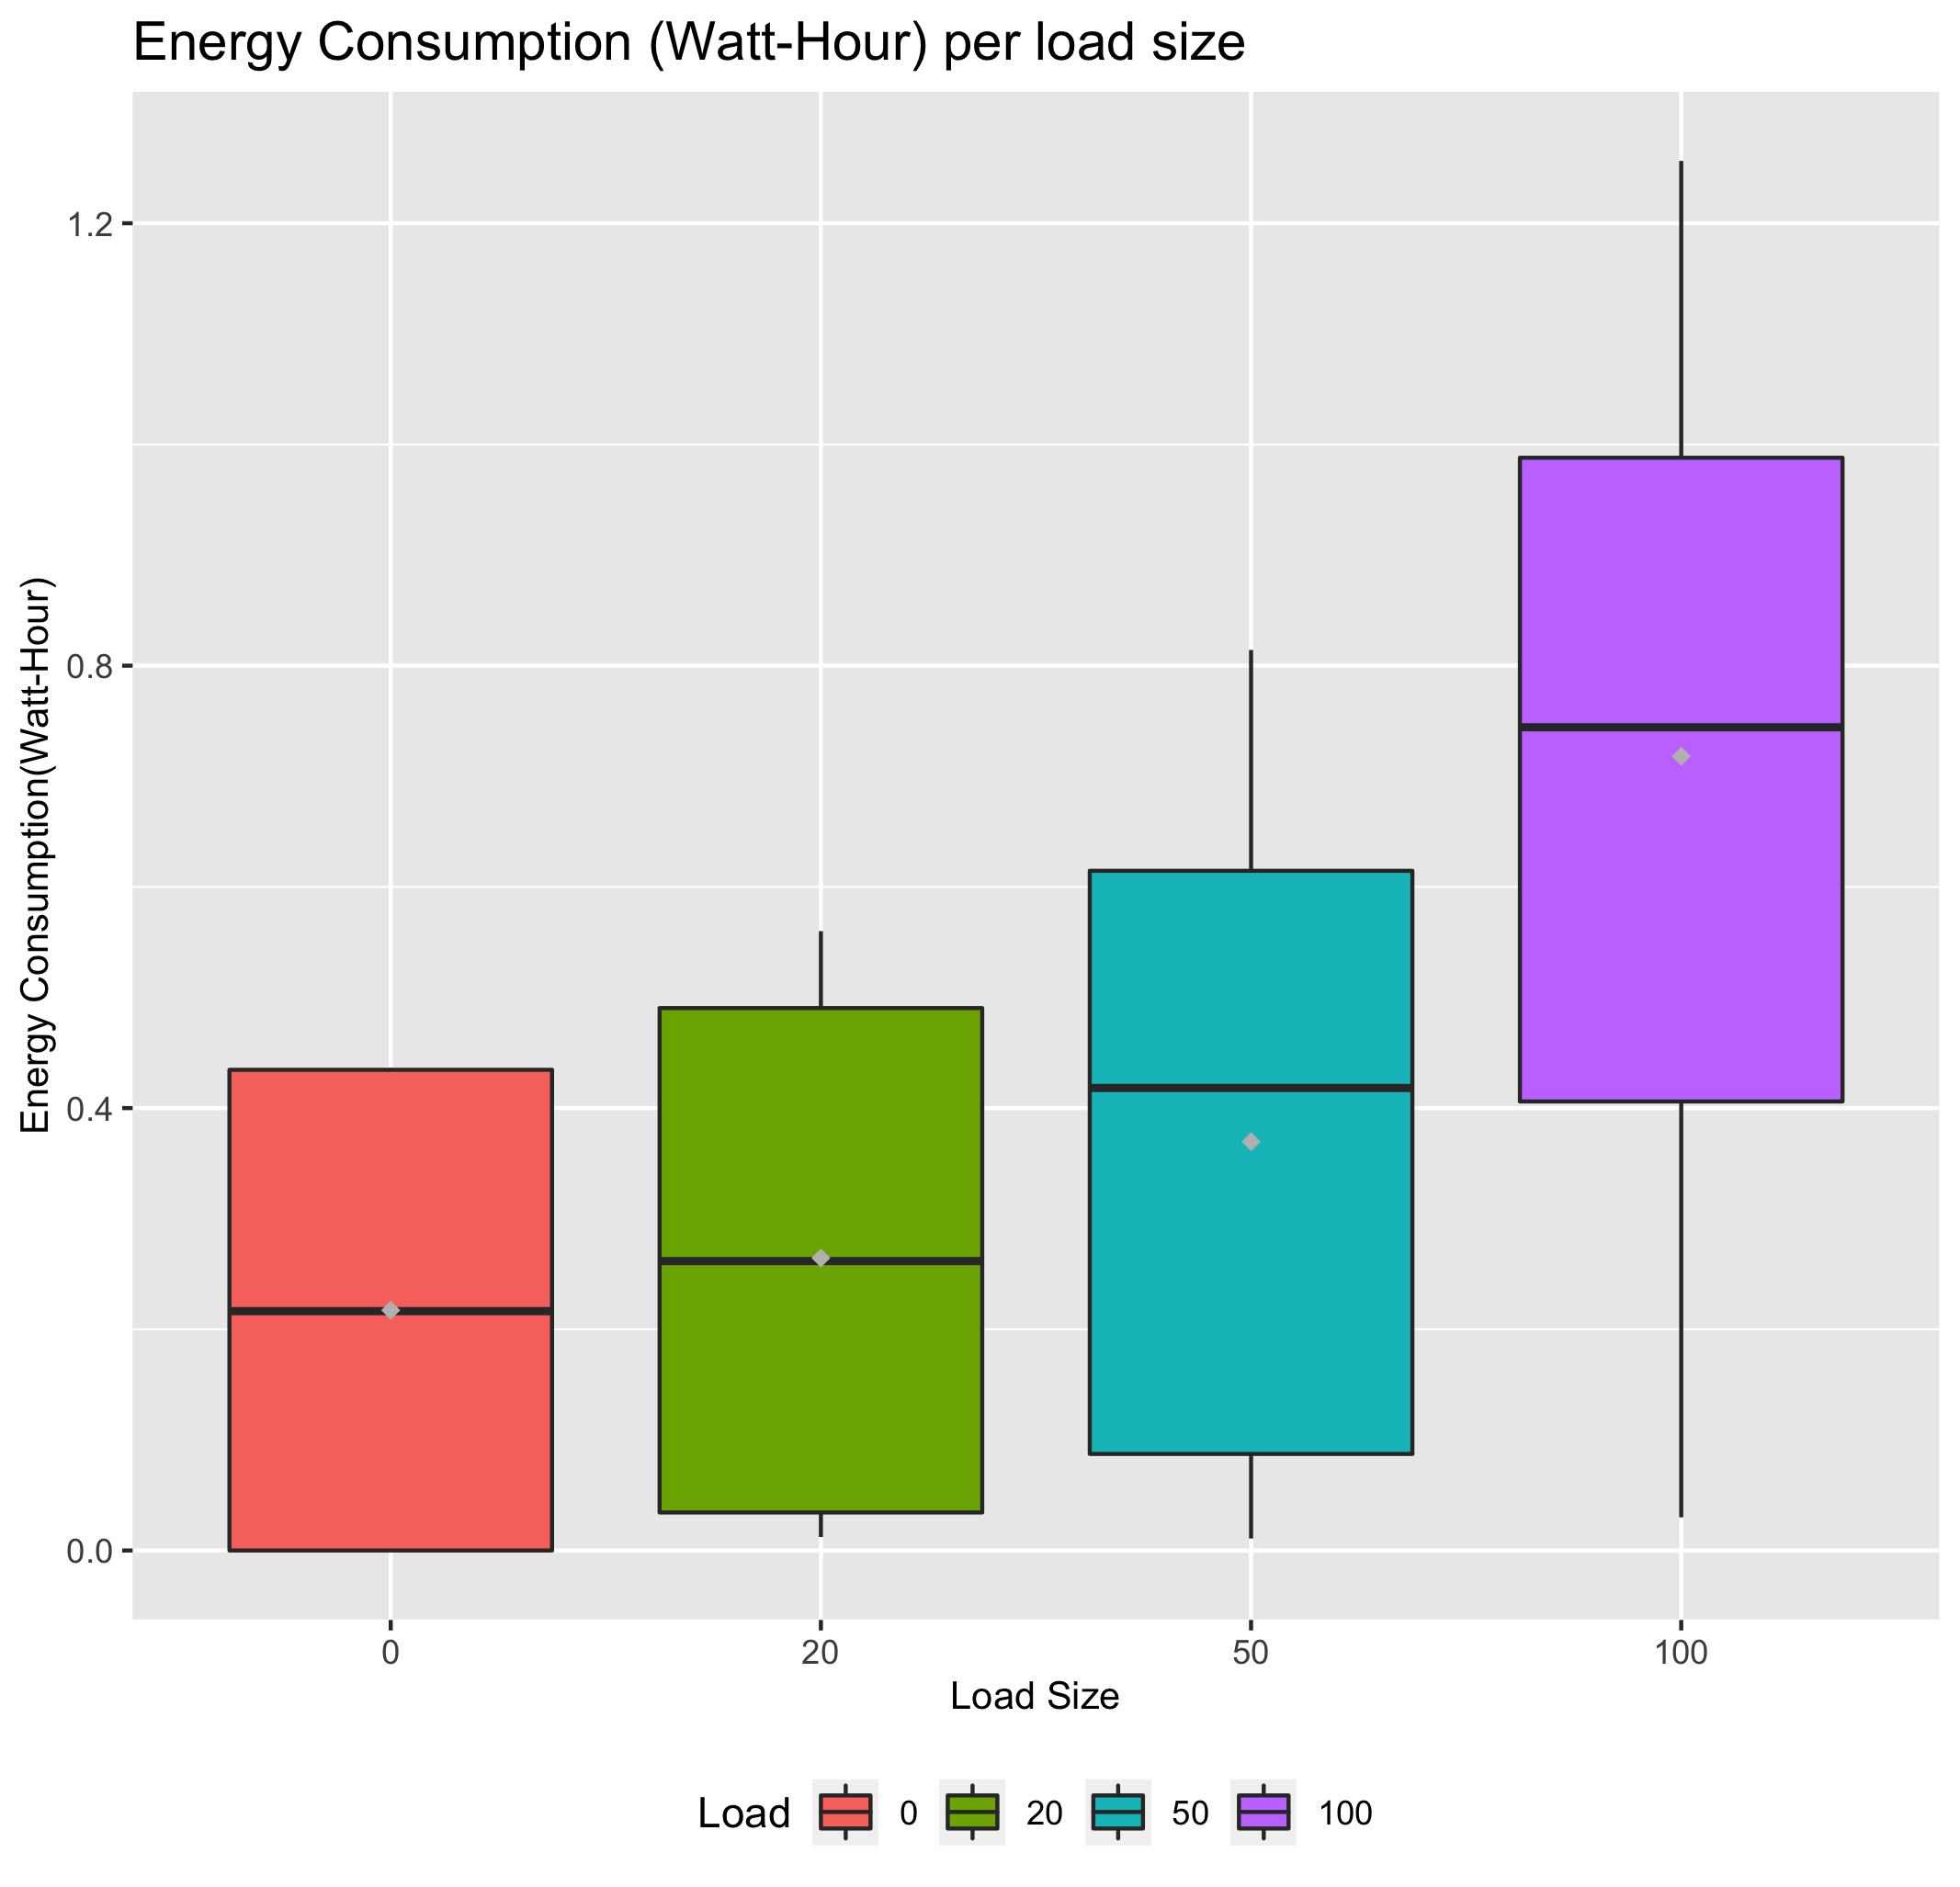 Energy Consumption (Watt-Hour) per load size
Energy Consumption(Watt-Hour)
1.2
0.8
0.4
0.0
0 20 50 100
Load Size
Load 0 20 50 100